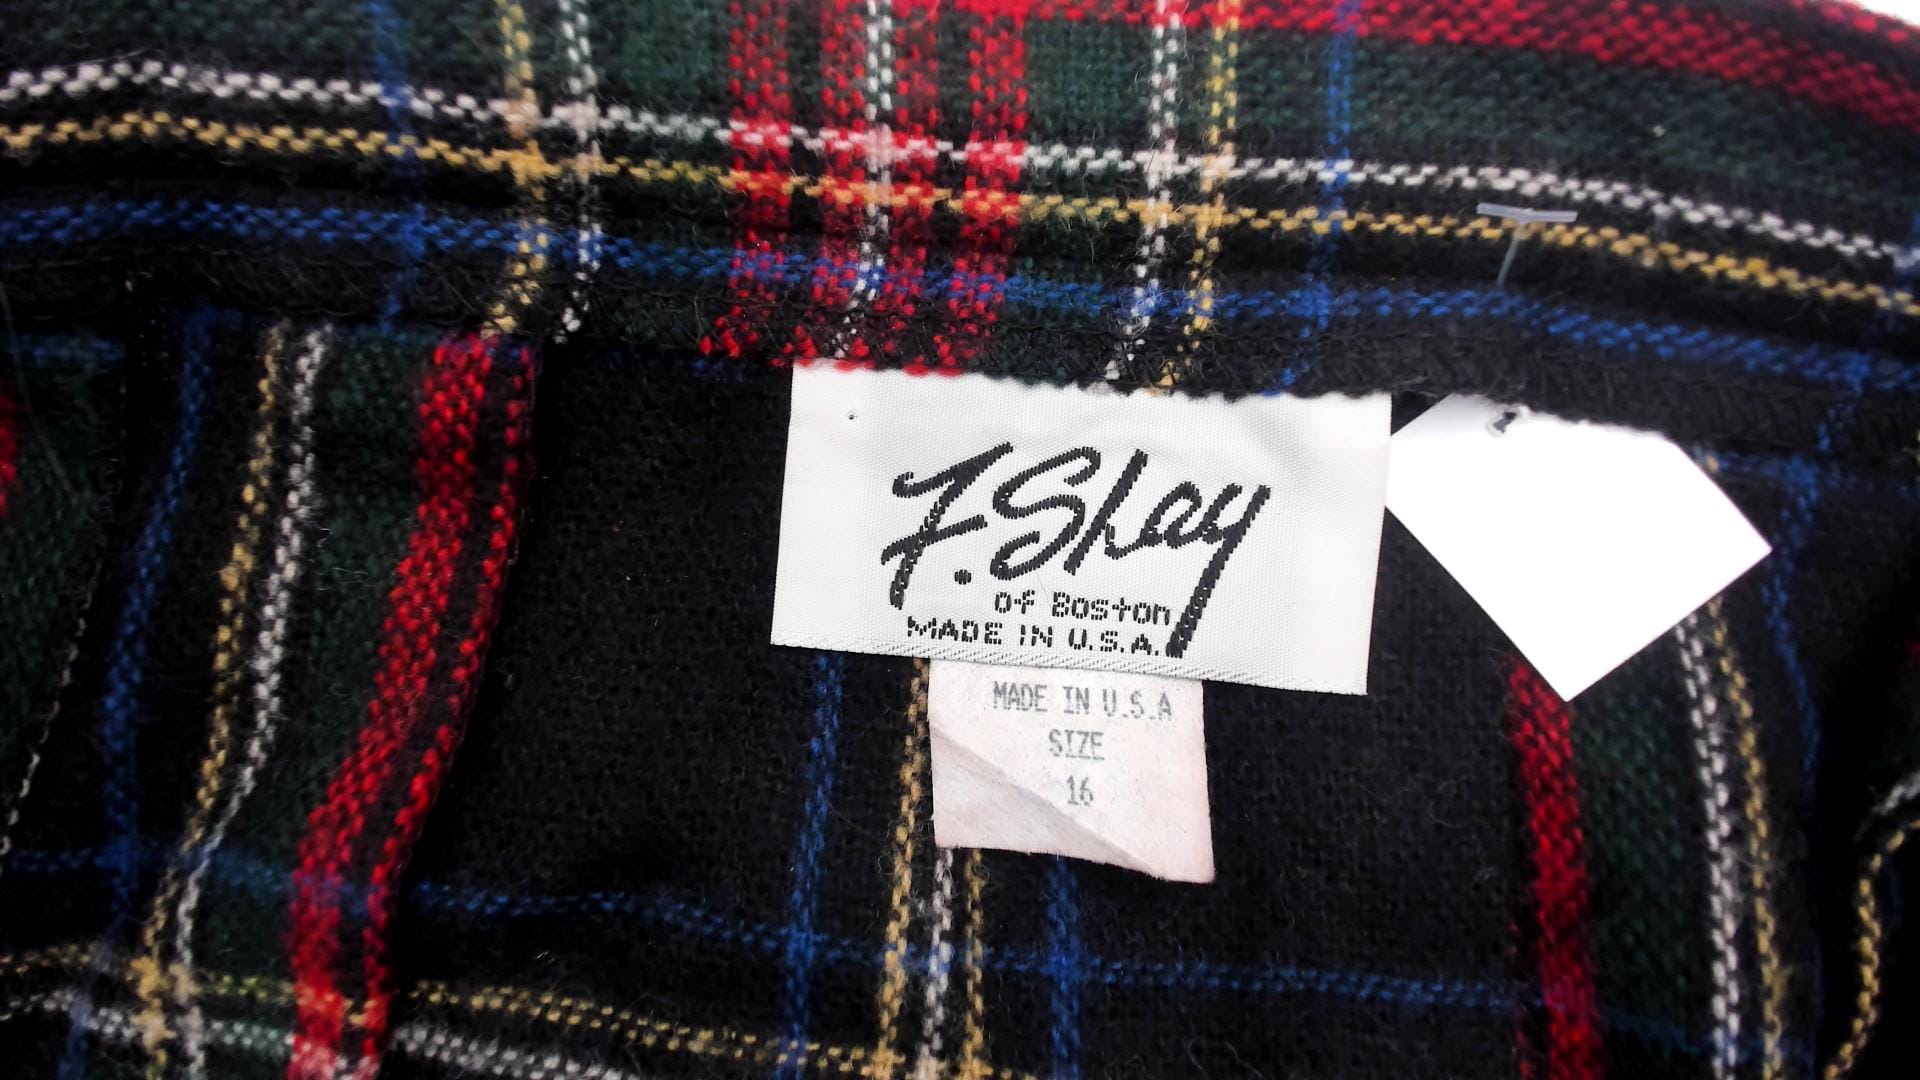 F.Shay
of Boston
MADE IN U.S.A.
MADE IN U.S.A
SIZE
16